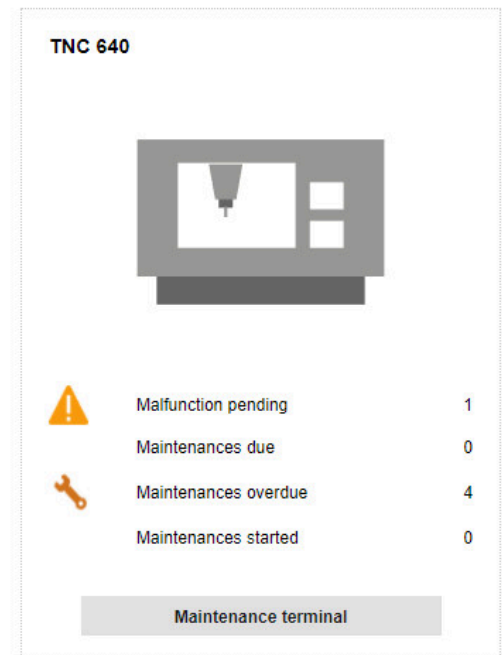 TNC 640
Malfunction pending 1
Maintenances due 0
Maintenances overdue 4
Maintenances started 0
Maintenance terminal